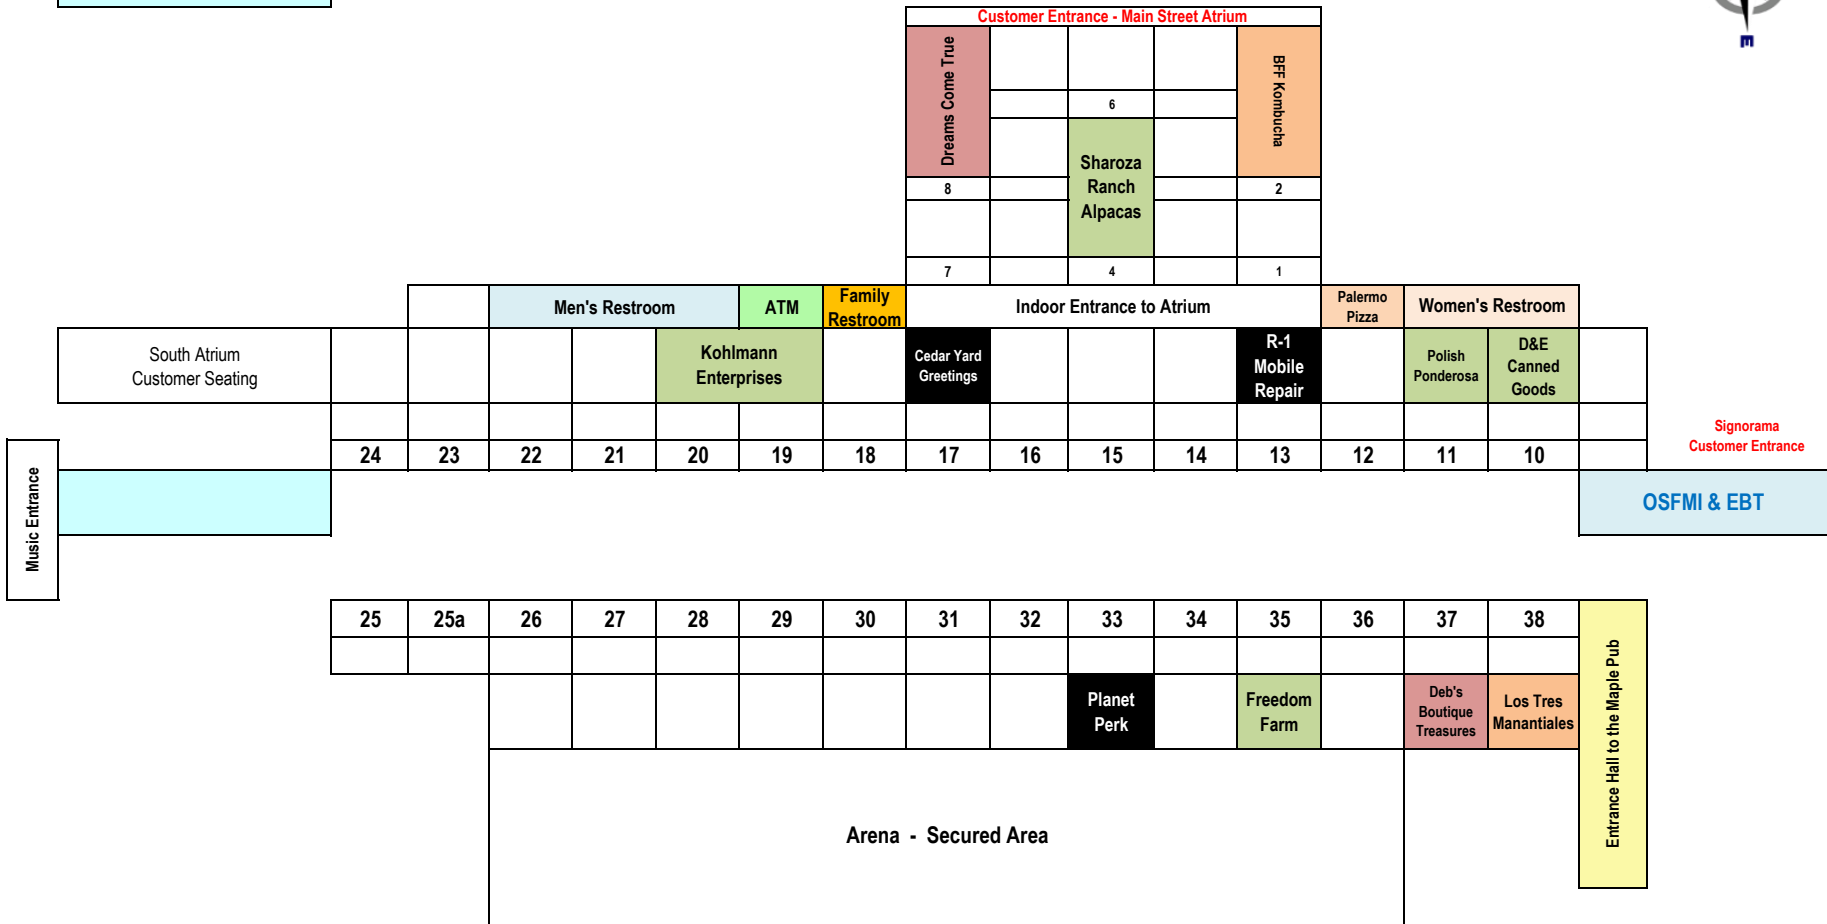 Customer Entrance - Main Street Atrium
E
Dreams Come True
BFF Kombucha
6
Sharoza
Ranch
Alpacas
8
2
7
4
1
Men's Restroom
ATM
Family
Restroom
Indoor Entrance to Atrium
Palermo
Pizza
Women's Restroom
South Atrium
Customer Seating
Kohlmann
Enterprises
Cedar Yard
Greetings
R-1
Mobile
Repair
Polish
Ponderosa
D&E
Canned
Goods
Signorama
Customer Entrance
24 23 22 21 20 19 18 17 16 15 14 13 12 11 10
Music Entrance
OSFMI & EBT
25 25a 26 27 28 29 30 31 32 33 34 35 36 37 38
Planet
Perk
Freedom
Farm
Deb's
Boutique
Treasures
Los Tres
Manantiales
Entrance Hall to the Maple Pub
Arena - Secured Area